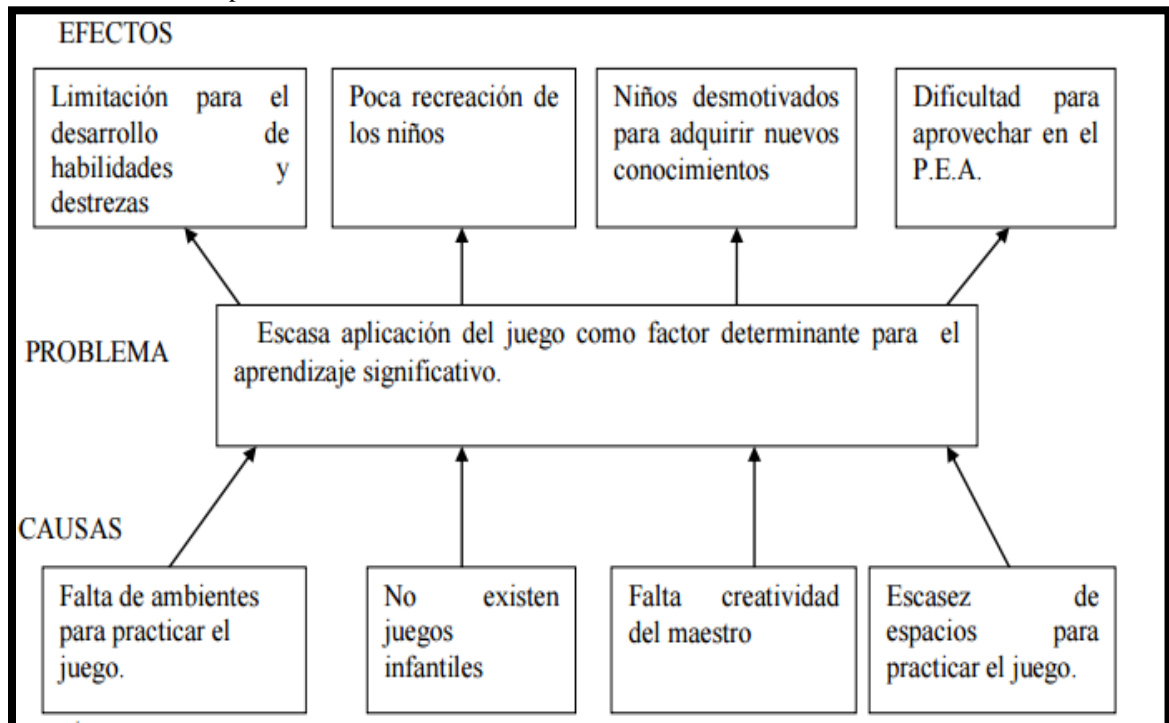 EFECTOS
Limitación para el
desarrollo de
habilidades y
destrezas
Poca recreación de
los niños
Niños desmotivados
para adquirir nuevos
conocimientos
Dificultad para
aprovechar en el
P.E.A.
PROBLEMA
Escasa aplicación del juego como factor determinante para el
aprendizaje significativo.
CAUSAS
Falta de ambientes
para practicar el
juego.
No existen
juegos
infantiles
Falta creatividad
del maestro
Escasez de
espacios para
practicar el juego.